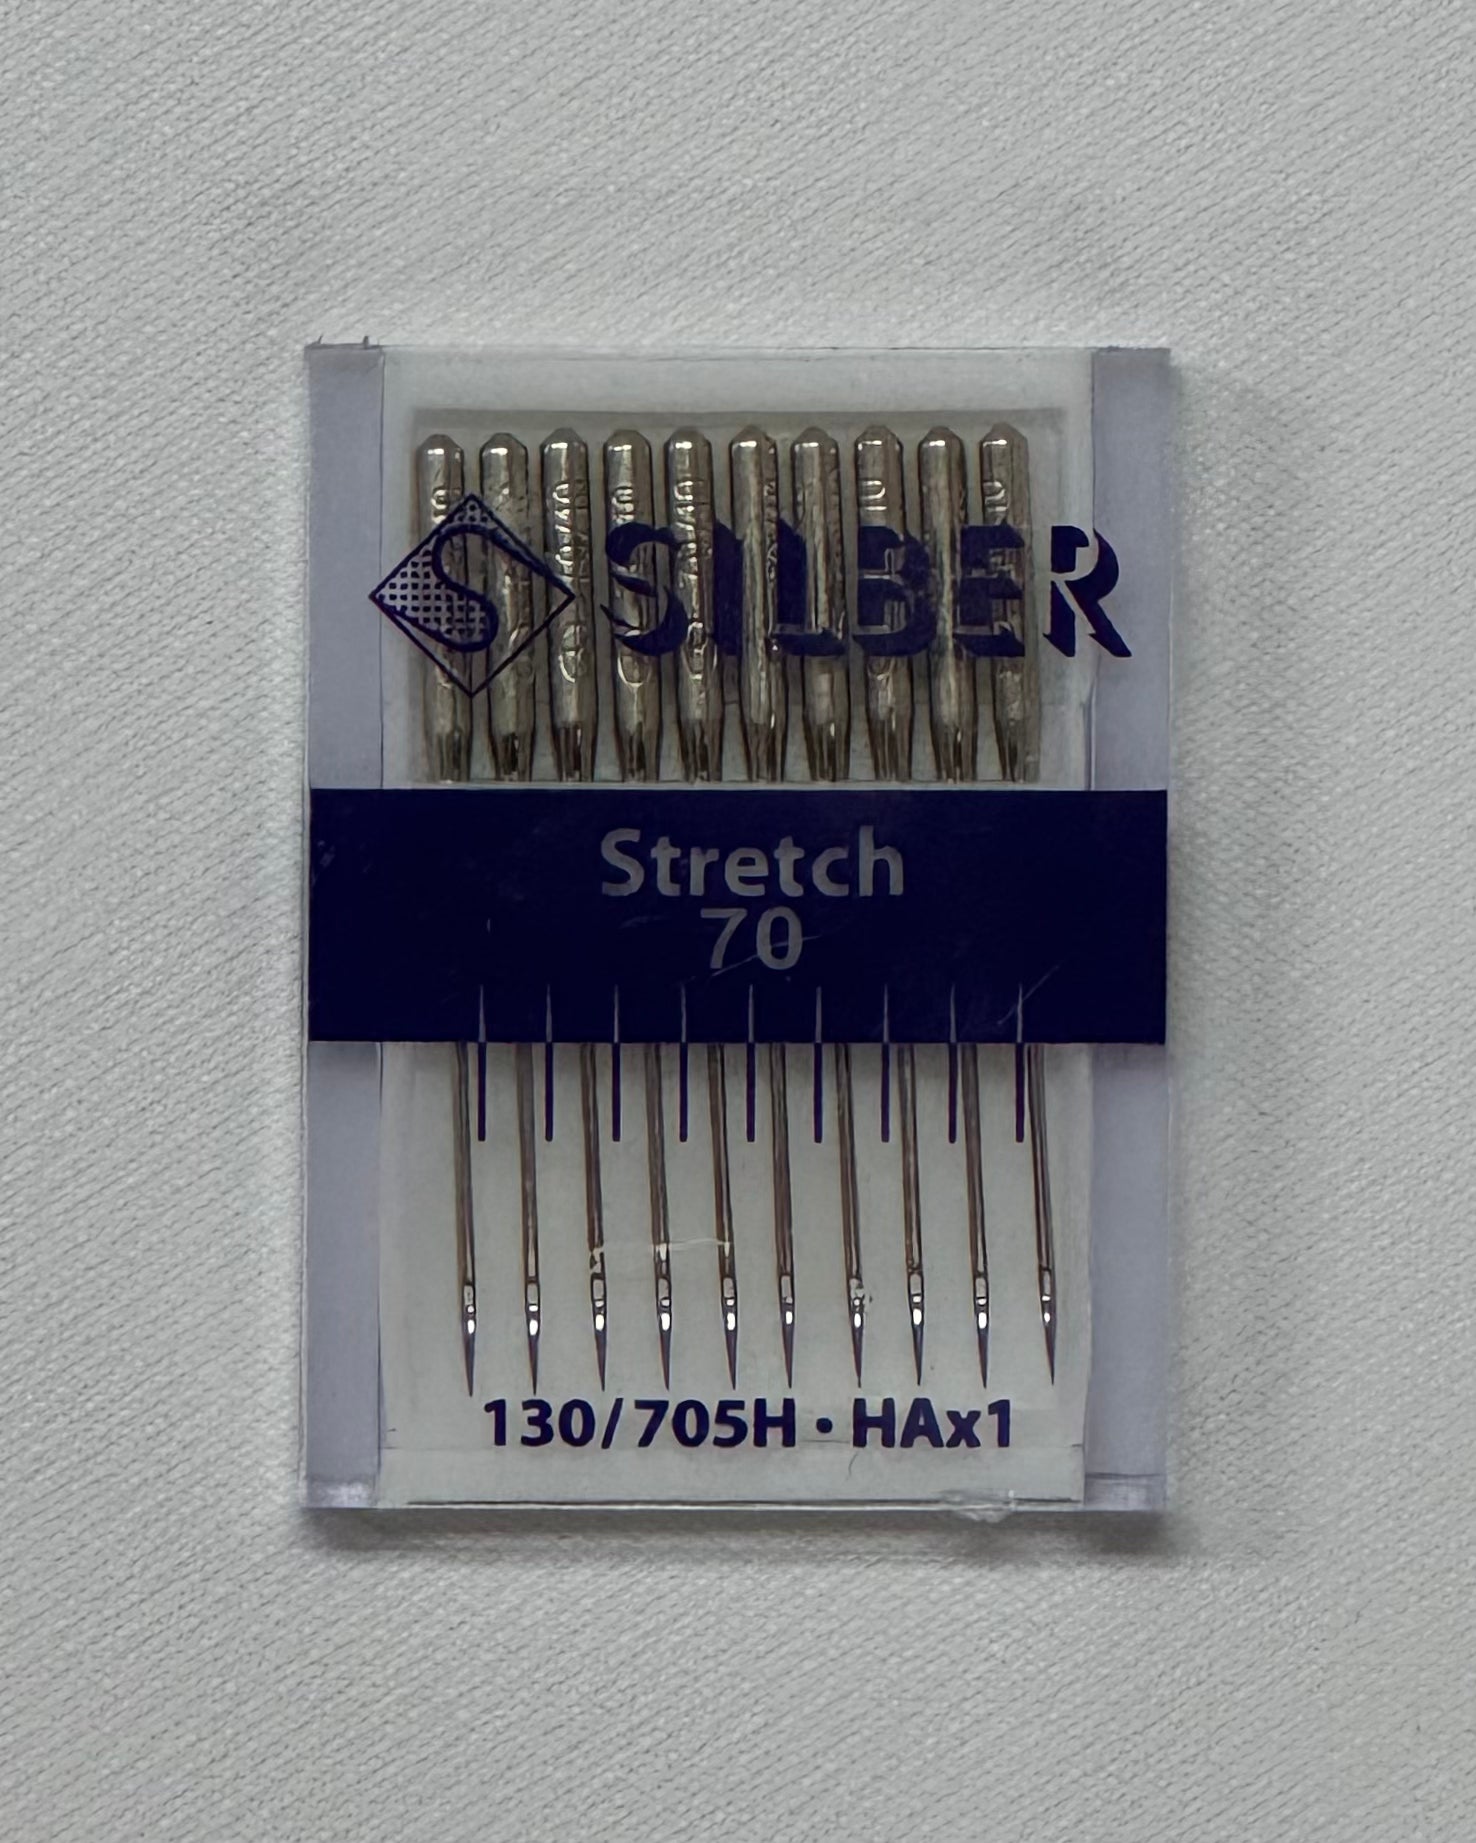 SILBER
Stretch
70
130/705H • HAx1